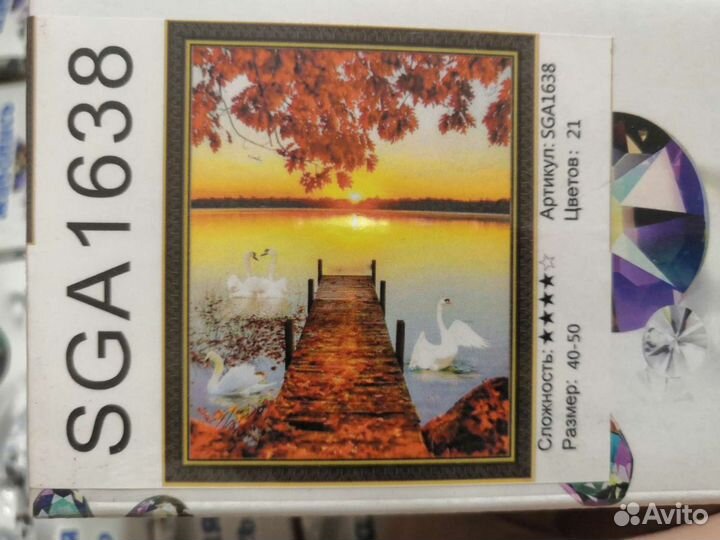 SGA1638
Артикул: SGA1638
Цветов: 21
Сложность: ★★★★☆
Размер: 40-50
Avito